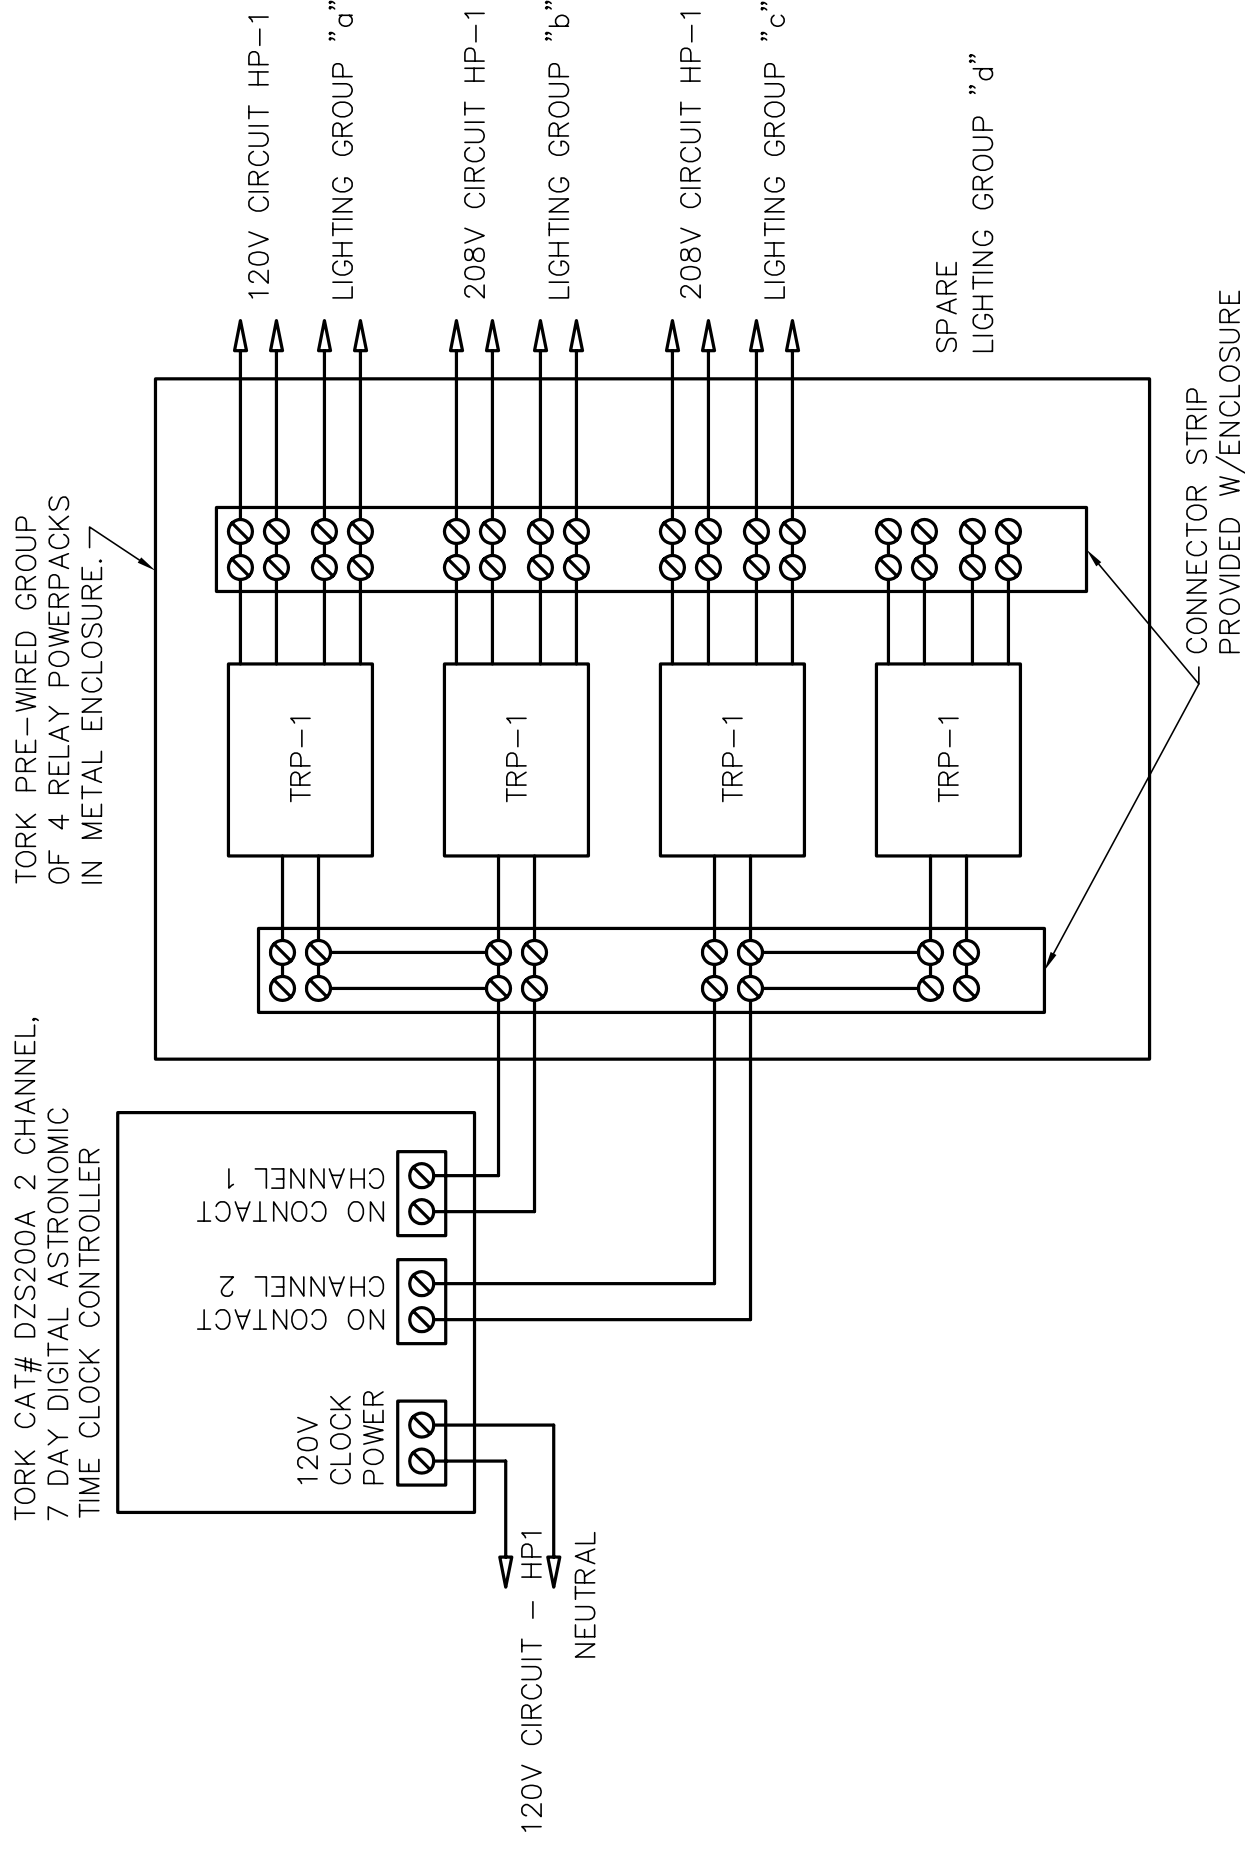 TORK CAT# DZS200A 2 CHANNEL,
7 DAY DIGITAL ASTRONOMIC
TIME CLOCK CONTROLLER
TORK PRE-WIRED GROUP
OF 4 RELAY POWERPACKS
IN METAL ENCLOSURE.
120V
CLOCK
POWER
NO CONTACT
CHANNEL 2
NO CONTACT
CHANNEL 1
120V CIRCUIT - HP1
NEUTRAL
TRP-1
TRP-1
TRP-1
TRP-1
120V CIRCUIT HP-1
LIGHTING GROUP "a"
208V CIRCUIT HP-1
LIGHTING GROUP "b"
208V CIRCUIT HP-1
LIGHTING GROUP "c"
SPARE
LIGHTING GROUP "d"
CONNECTOR STRIP
PROVIDED W/ENCLOSURE